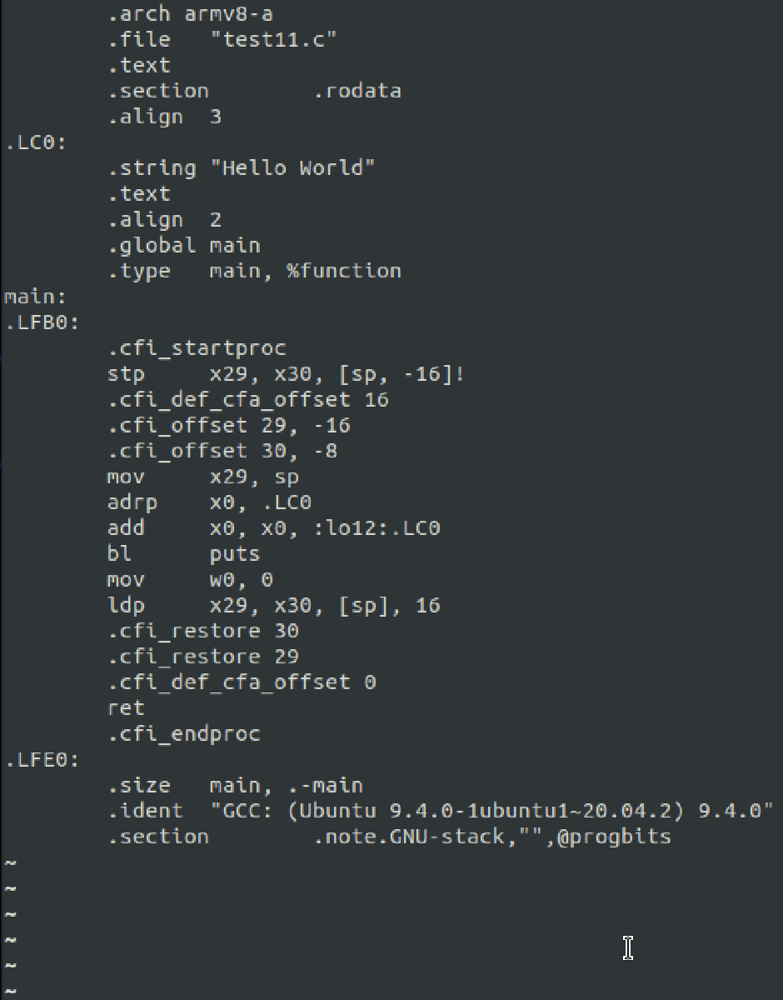 .arch armv8-a
.file "test11.c"
.text
.section .rodata
.align 3
.LC0:
.string "Hello World"
.text
.align 2
.global main
.type main, %function
main:
.LFB0:
.cfi_startproc
stp x29, x30, [sp, -16]!
.cfi_def_cfa_offset 16
.cfi_offset 29, -16
.cfi_offset 30, -8
mov x29, sp
adrp x0, .LC0
add x0, x0, :lo12:.LC0
bl puts
mov w0, 0
ldp x29, x30, [sp], 16
.cfi_restore 30
.cfi_restore 29
.cfi_def_cfa_offset 0
ret
.cfi_endproc
.LFE0:
.size main, .-main
.ident "GCC: (Ubuntu 9.4.0-1ubuntu1~20.04.2) 9.4.0"
.section .note.GNU-stack,"",@progbits
~
~
~
~
~
~